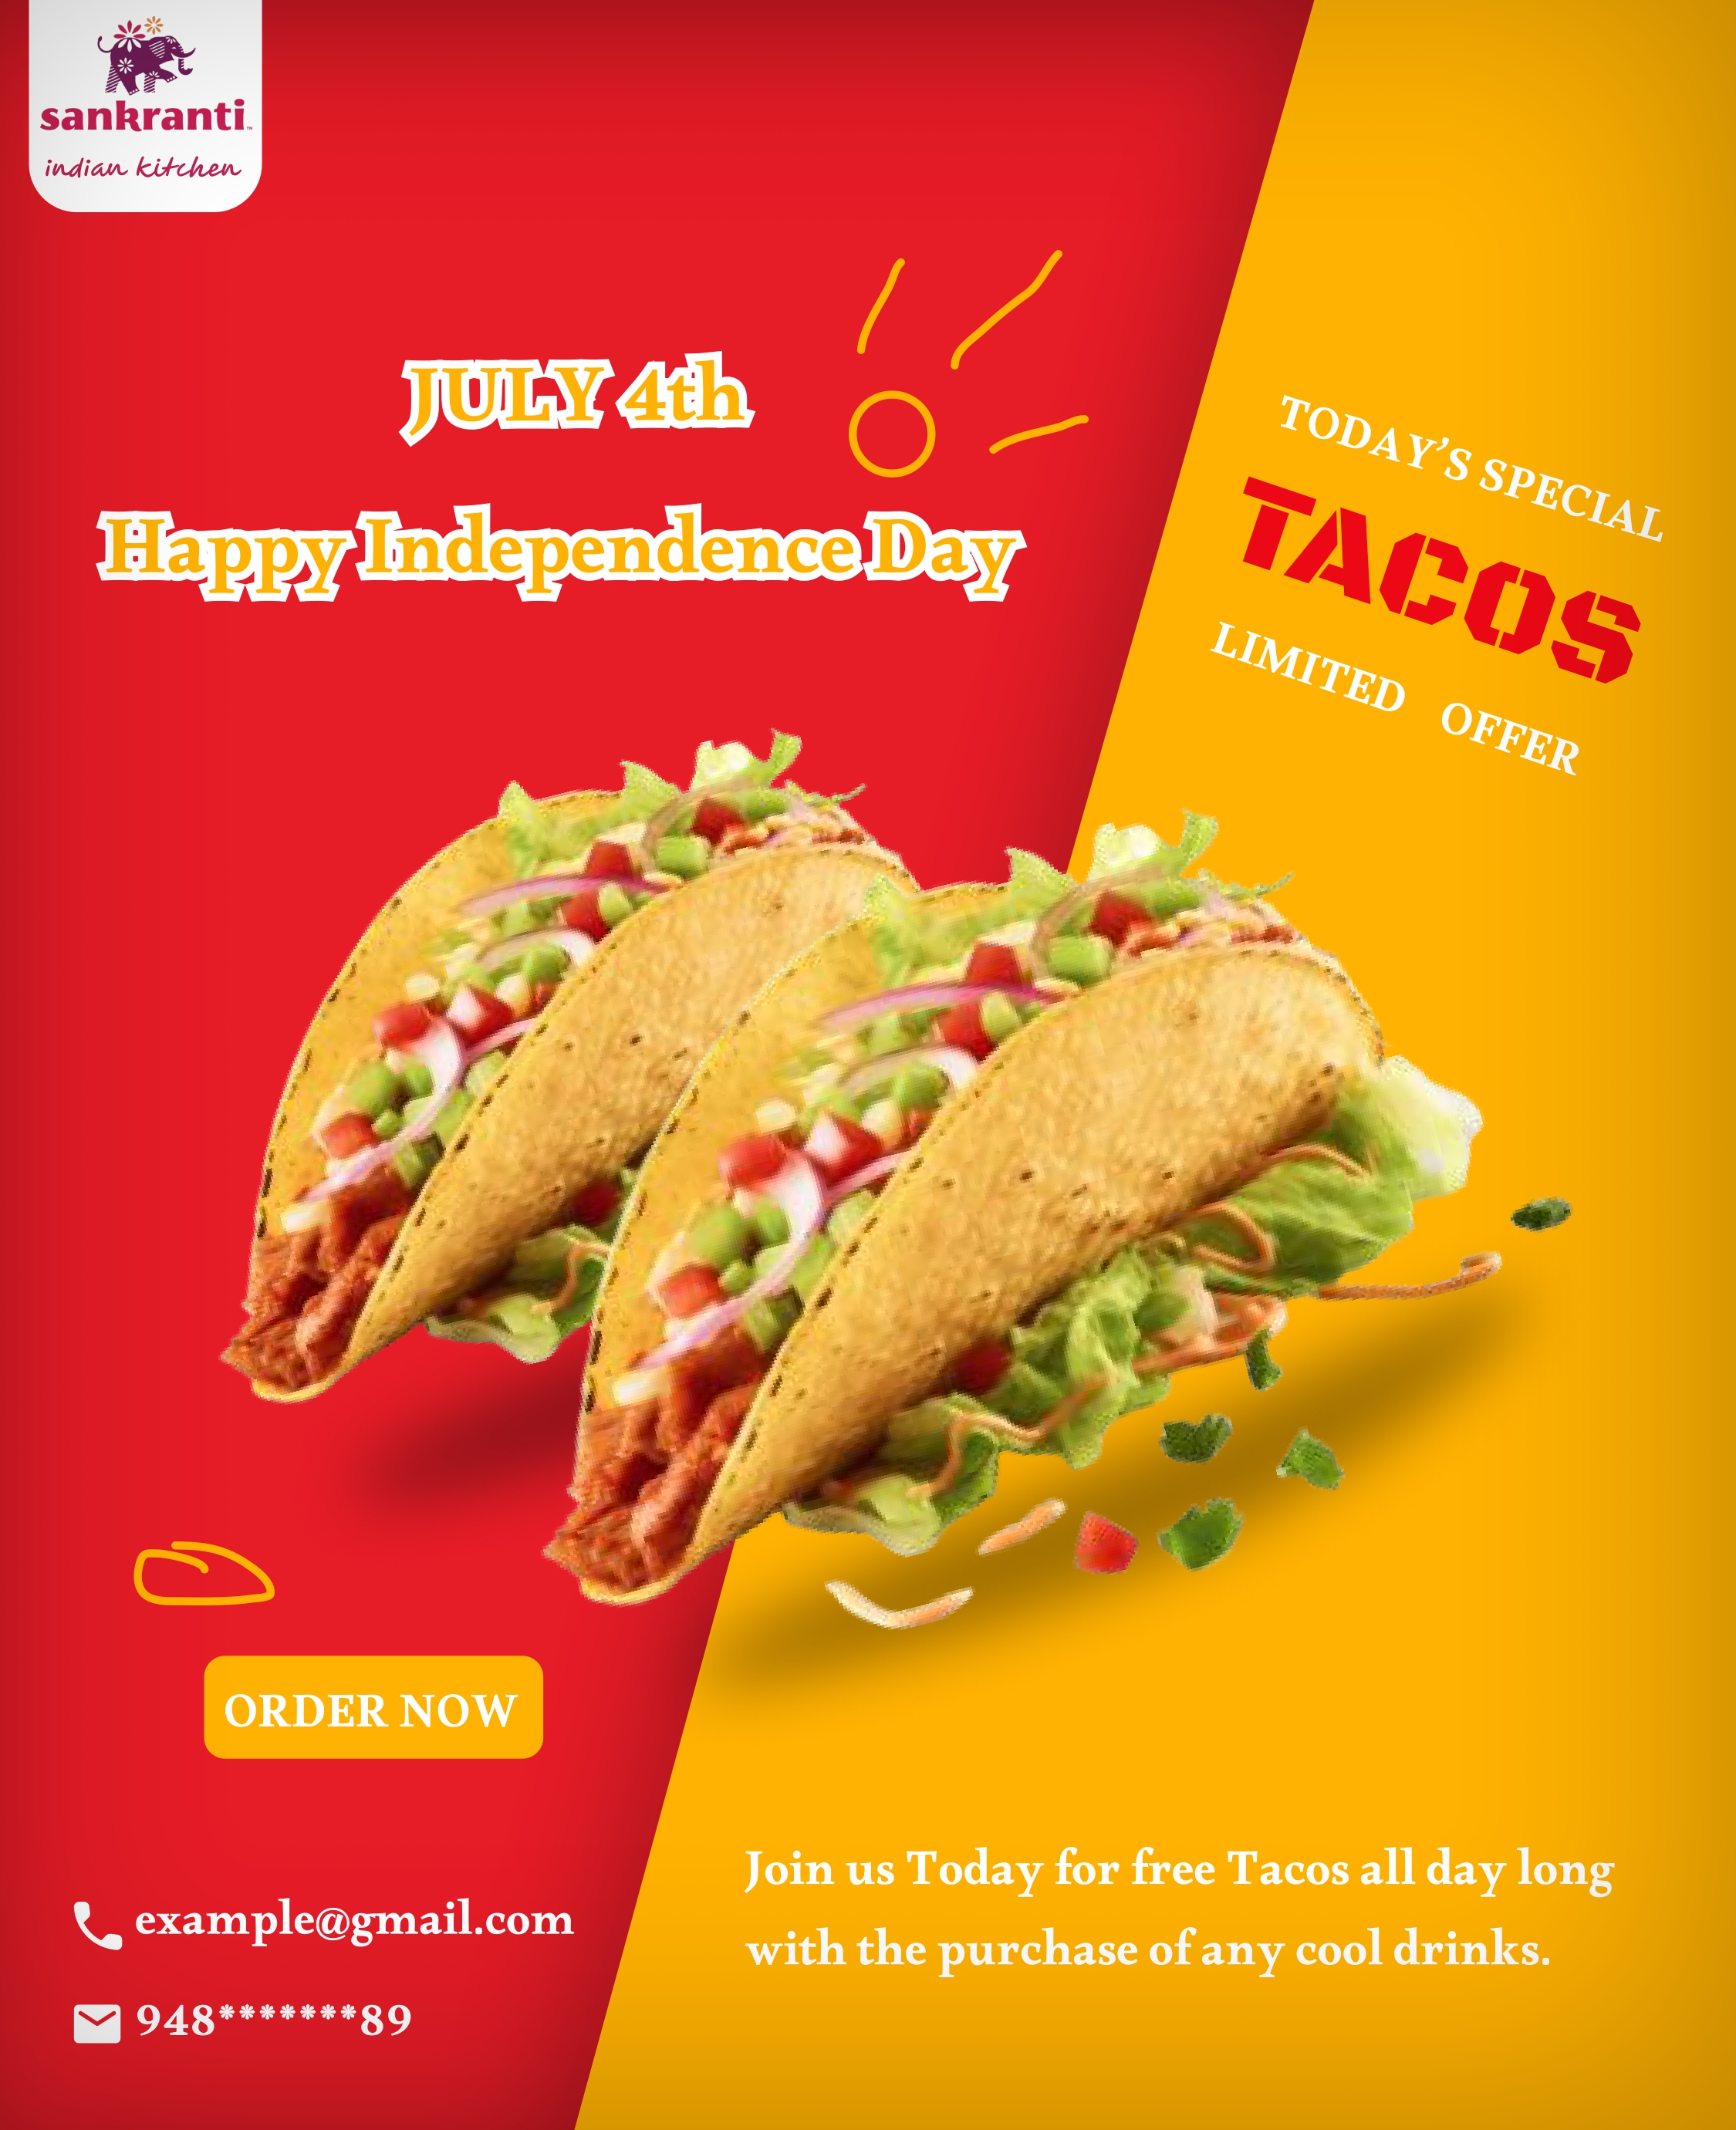 sankranti™
indian kitchen
JULY 4th
Happy Independence Day
TODAY’S SPECIAL
TACOS
LIMITED OFFER
ORDER NOW
example@gmail.com
948*******89
Join us Today for free Tacos all day long
with the purchase of any cool drinks.